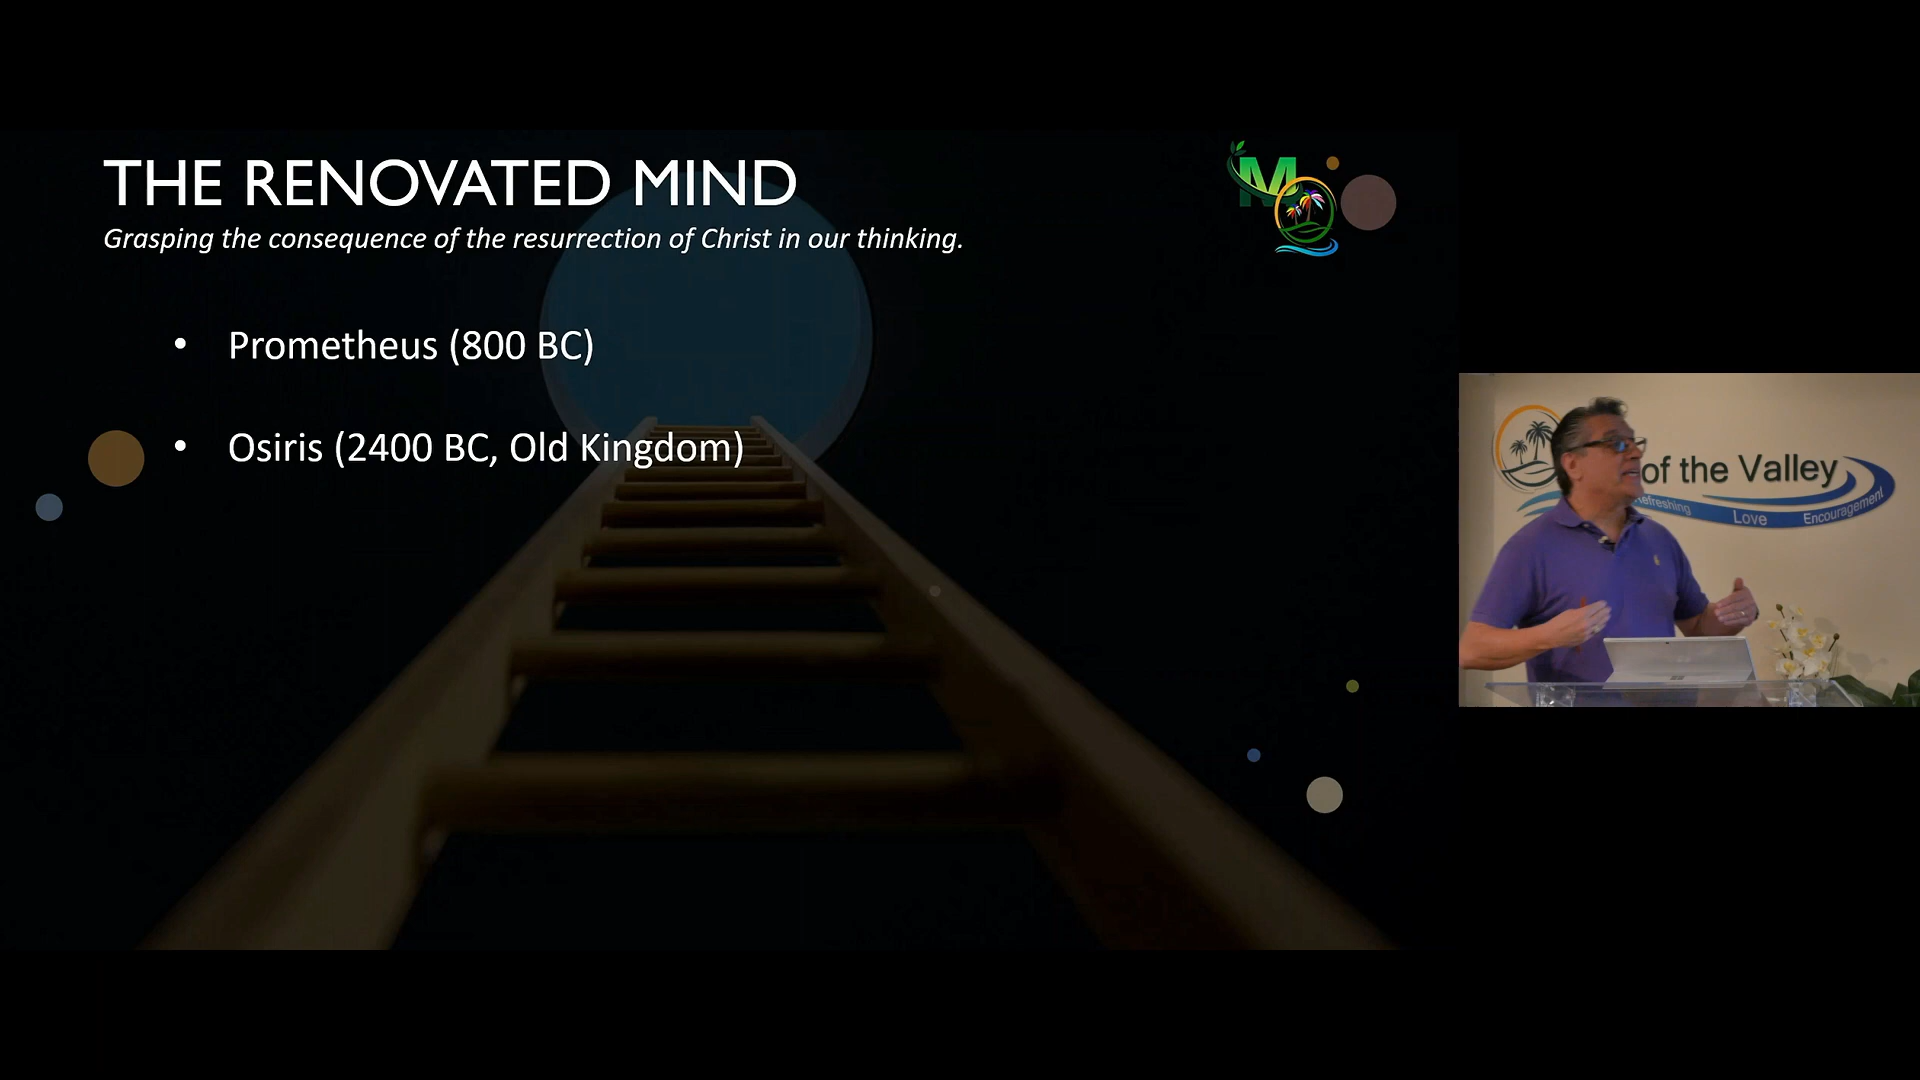 THE RENOVATED MIND
Grasping the consequence of the resurrection of Christ in our thinking.
• Prometheus (800 BC)
• Osiris (2400 BC, Old Kingdom)
M
of the Valley
Refreshing Love Encouragement